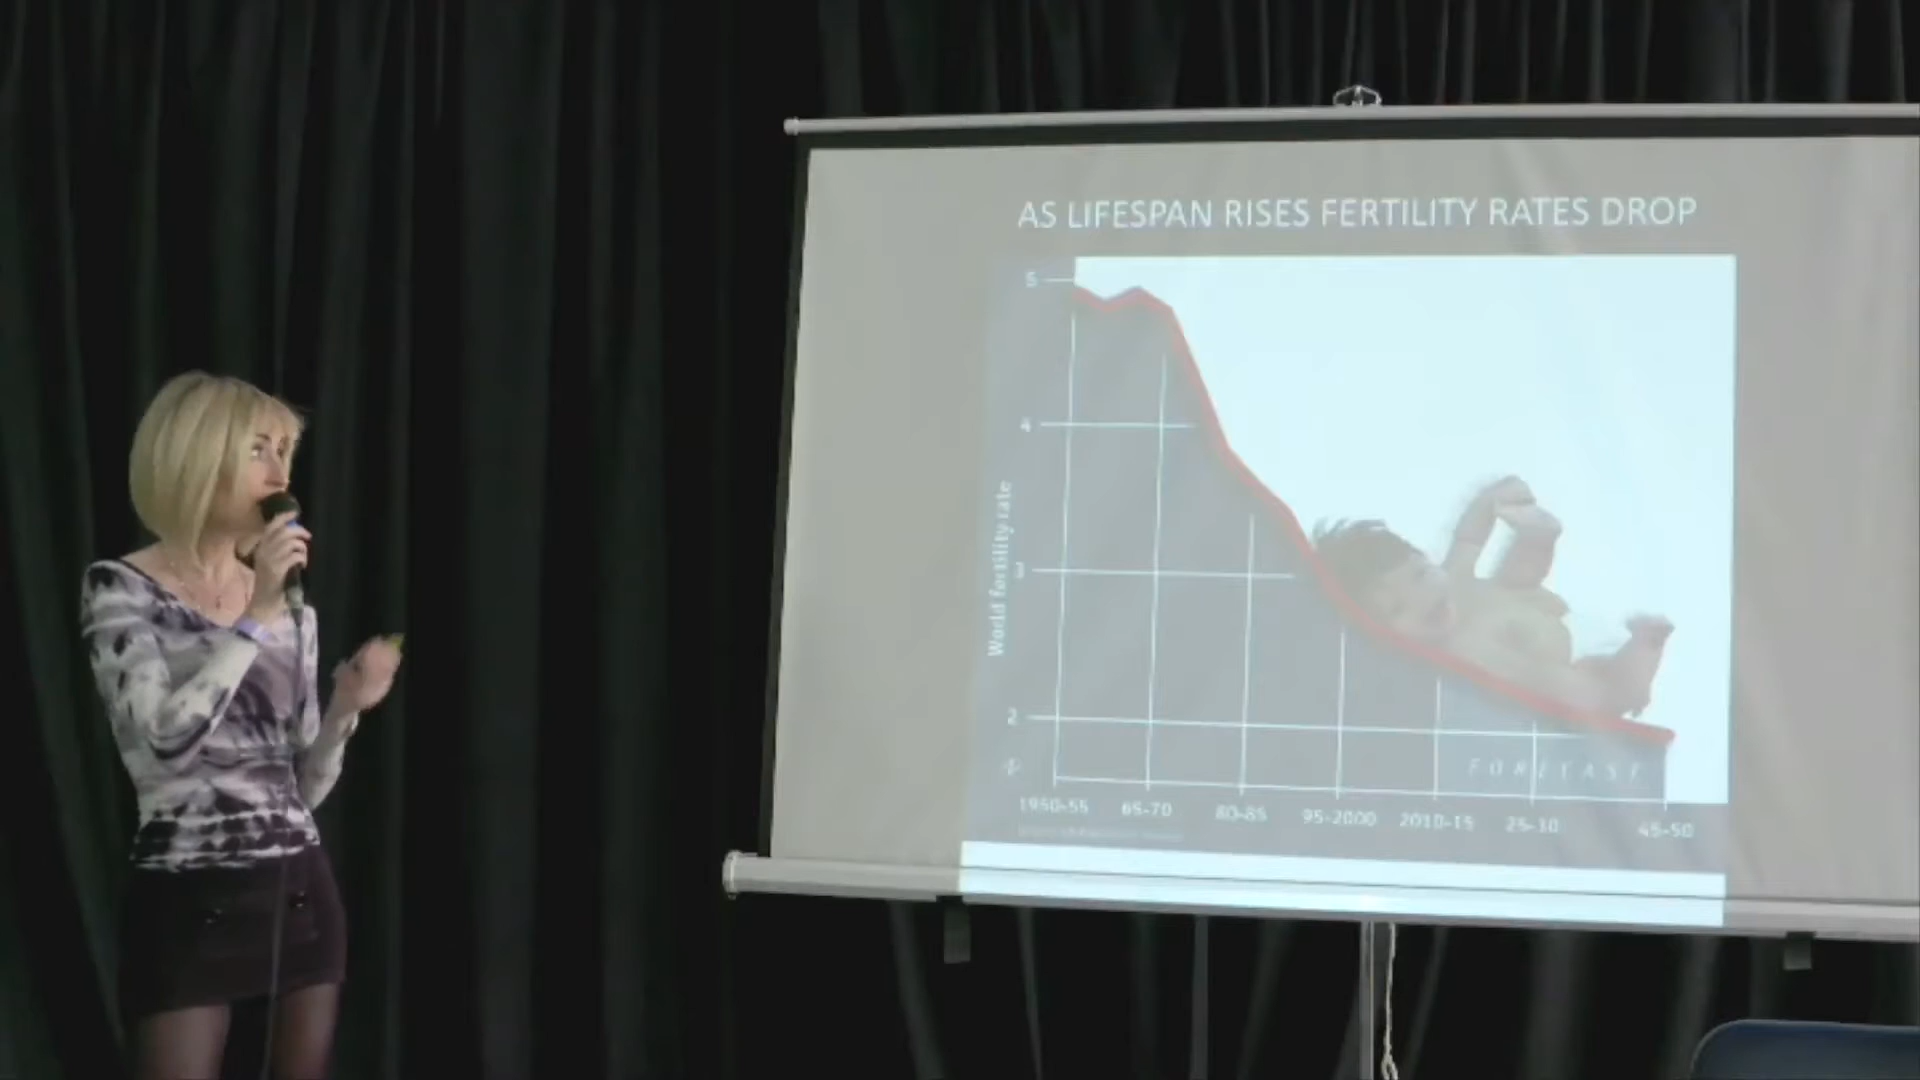 AS LIFESPAN RISES FERTILITY RATES DROP
5
4
World fertility rate
3
2
FORECAST
1950-55 65-70 80-85 95-2000 2010-15 25-30 45-50